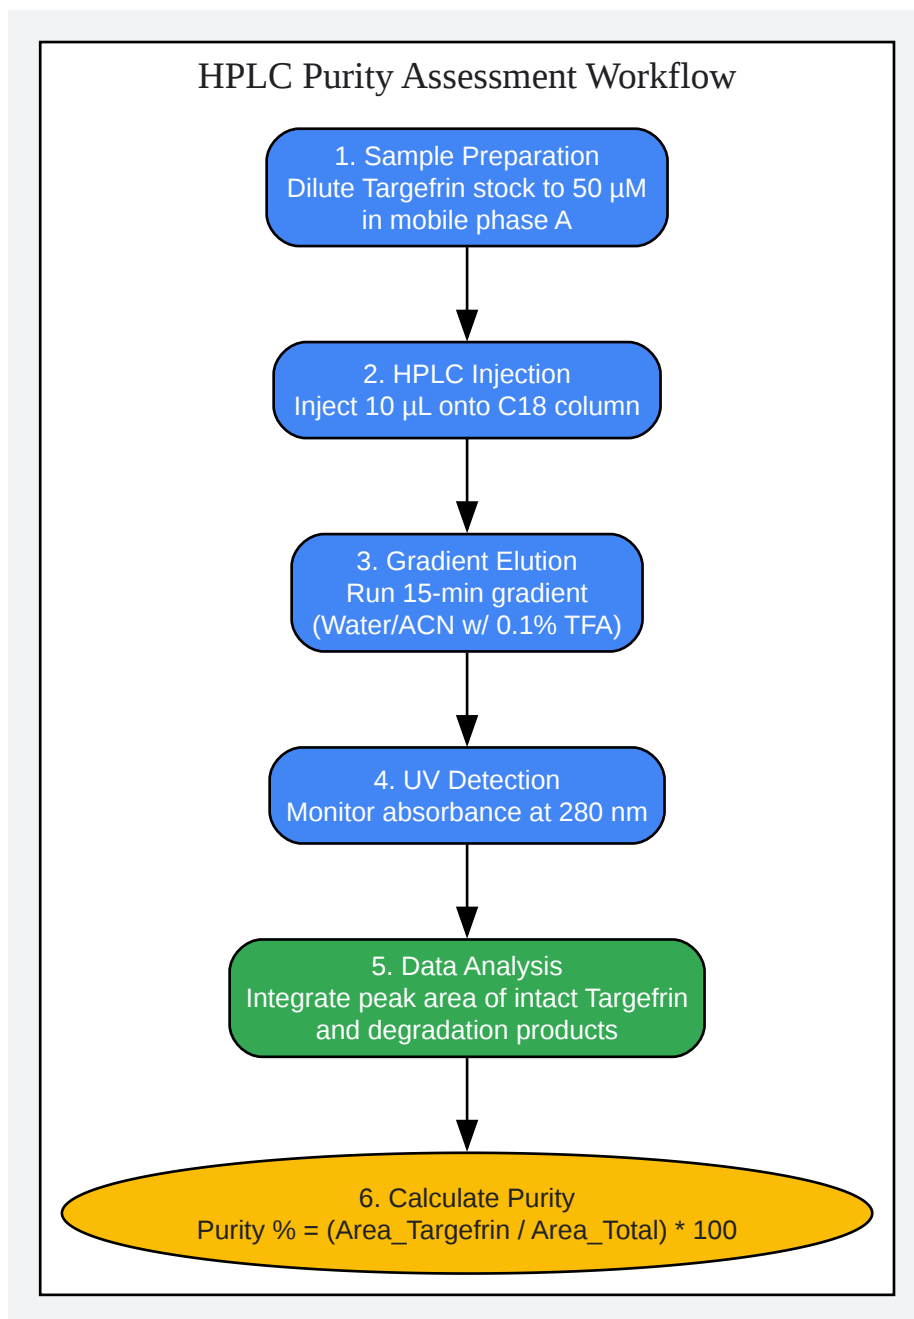 HPLC Purity Assessment Workflow
1. Sample Preparation
Dilute Targefrin stock to 50 µM
in mobile phase A
2. HPLC Injection
Inject 10 µL onto C18 column
3. Gradient Elution
Run 15-min gradient
(Water/ACN w/ 0.1% TFA)
4. UV Detection
Monitor absorbance at 280 nm
5. Data Analysis
Integrate peak area of intact Targefrin
and degradation products
6. Calculate Purity
Purity % = (Area_Targefrin / Area_Total) * 100